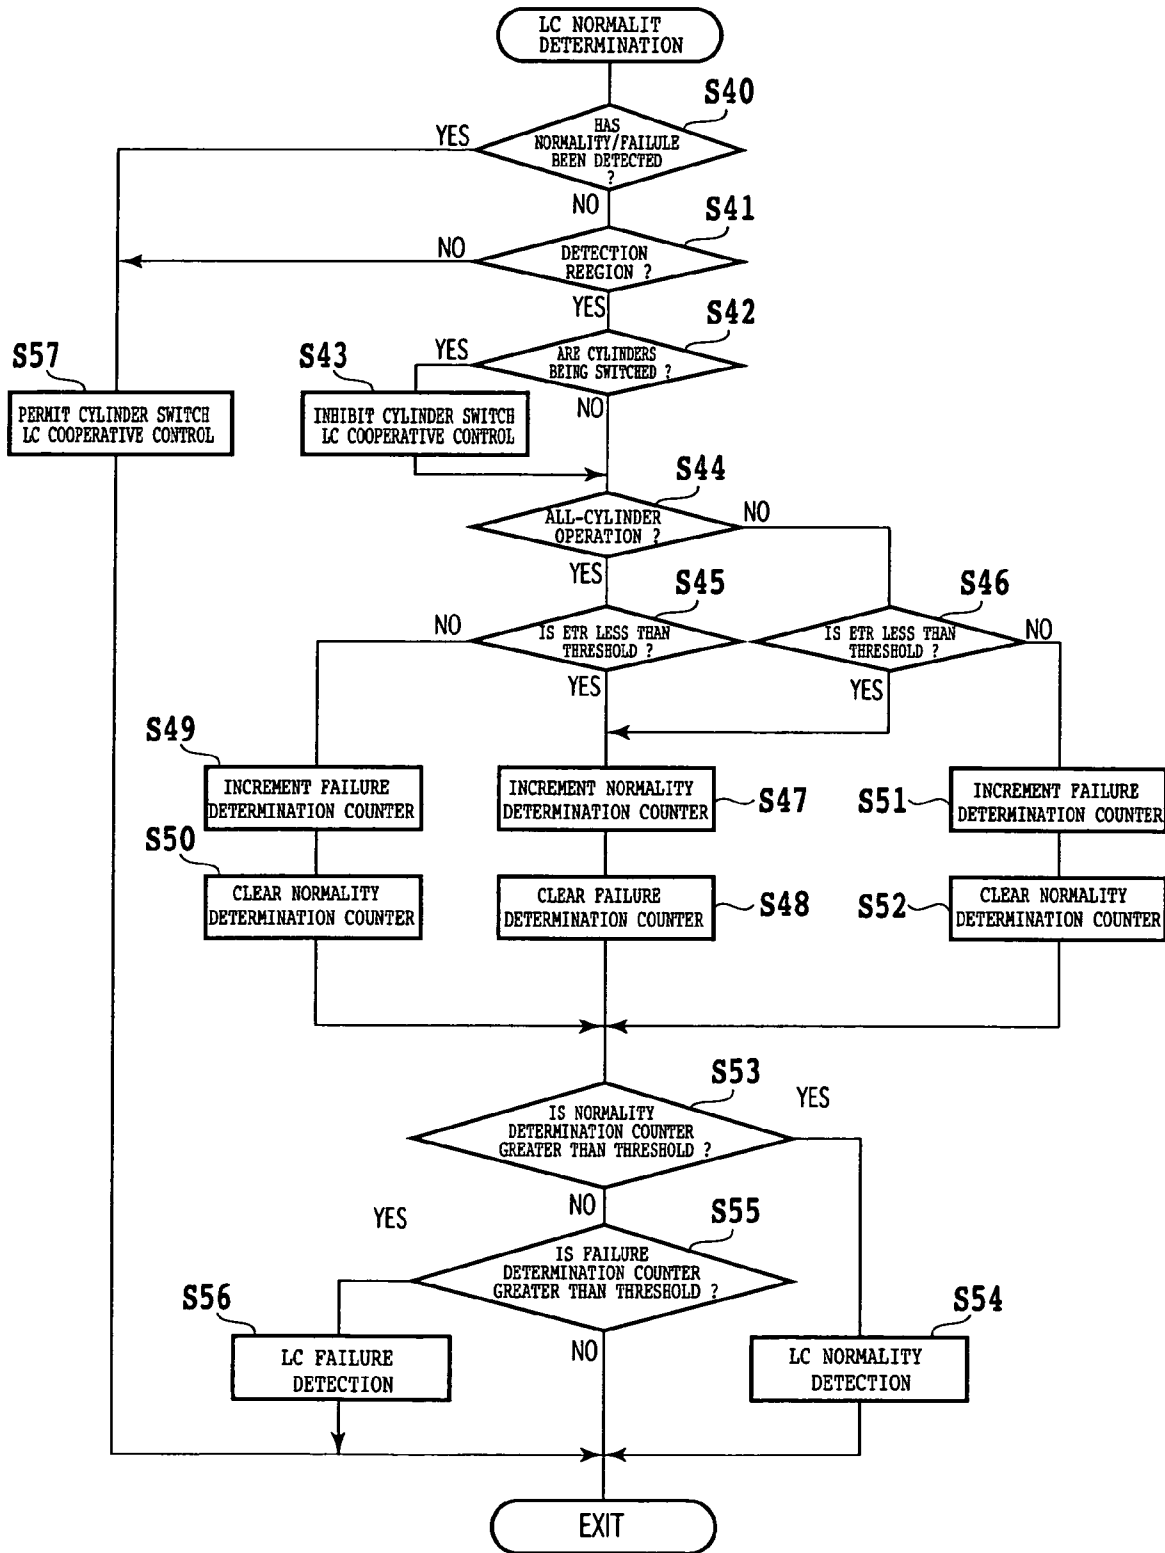 LC NORMALIT
DETERMINATION
S40
HAS
NORMALITY/FAILULE
BEEN DETECTED
?
YES
NO
S41
DETECTION
REEGION ?
NO
YES
S42
ARE CYLINDERS
BEING SWITCHED ?
YES
NO
S57
PERMIT CYLINDER SWITCH
LC COOPERATIVE CONTROL
S43
INHIBIT CYLINDER SWITCH
LC COOPERATIVE CONTROL
S44
ALL-CYLINDER
OPERATION ?
NO
YES
S45
IS ETR LESS THAN
THRESHOLD ?
NO
YES
S46
IS ETR LESS THAN
THRESHOLD ?
NO
YES
S49
INCREMENT FAILURE
DETERMINATION COUNTER
INCREMENT NORMALITY
DETERMINATION COUNTER
S47
S51
INCREMENT FAILURE
DETERMINATION COUNTER
S50
CLEAR NORMALITY
DETERMINATION COUNTER
CLEAR FAILURE
DETERMINATION COUNTER
S48
S52
CLEAR NORMALITY
DETERMINATION COUNTER
S53
IS NORMALITY
DETERMINATION COUNTER
GREATER THAN THRESHOLD ?
YES
NO
S55
IS FAILURE
DETERMINATION COUNTER
GREATER THAN THRESHOLD ?
YES
NO
S56
LC FAILURE
DETECTION
S54
LC NORMALITY
DETECTION
EXIT